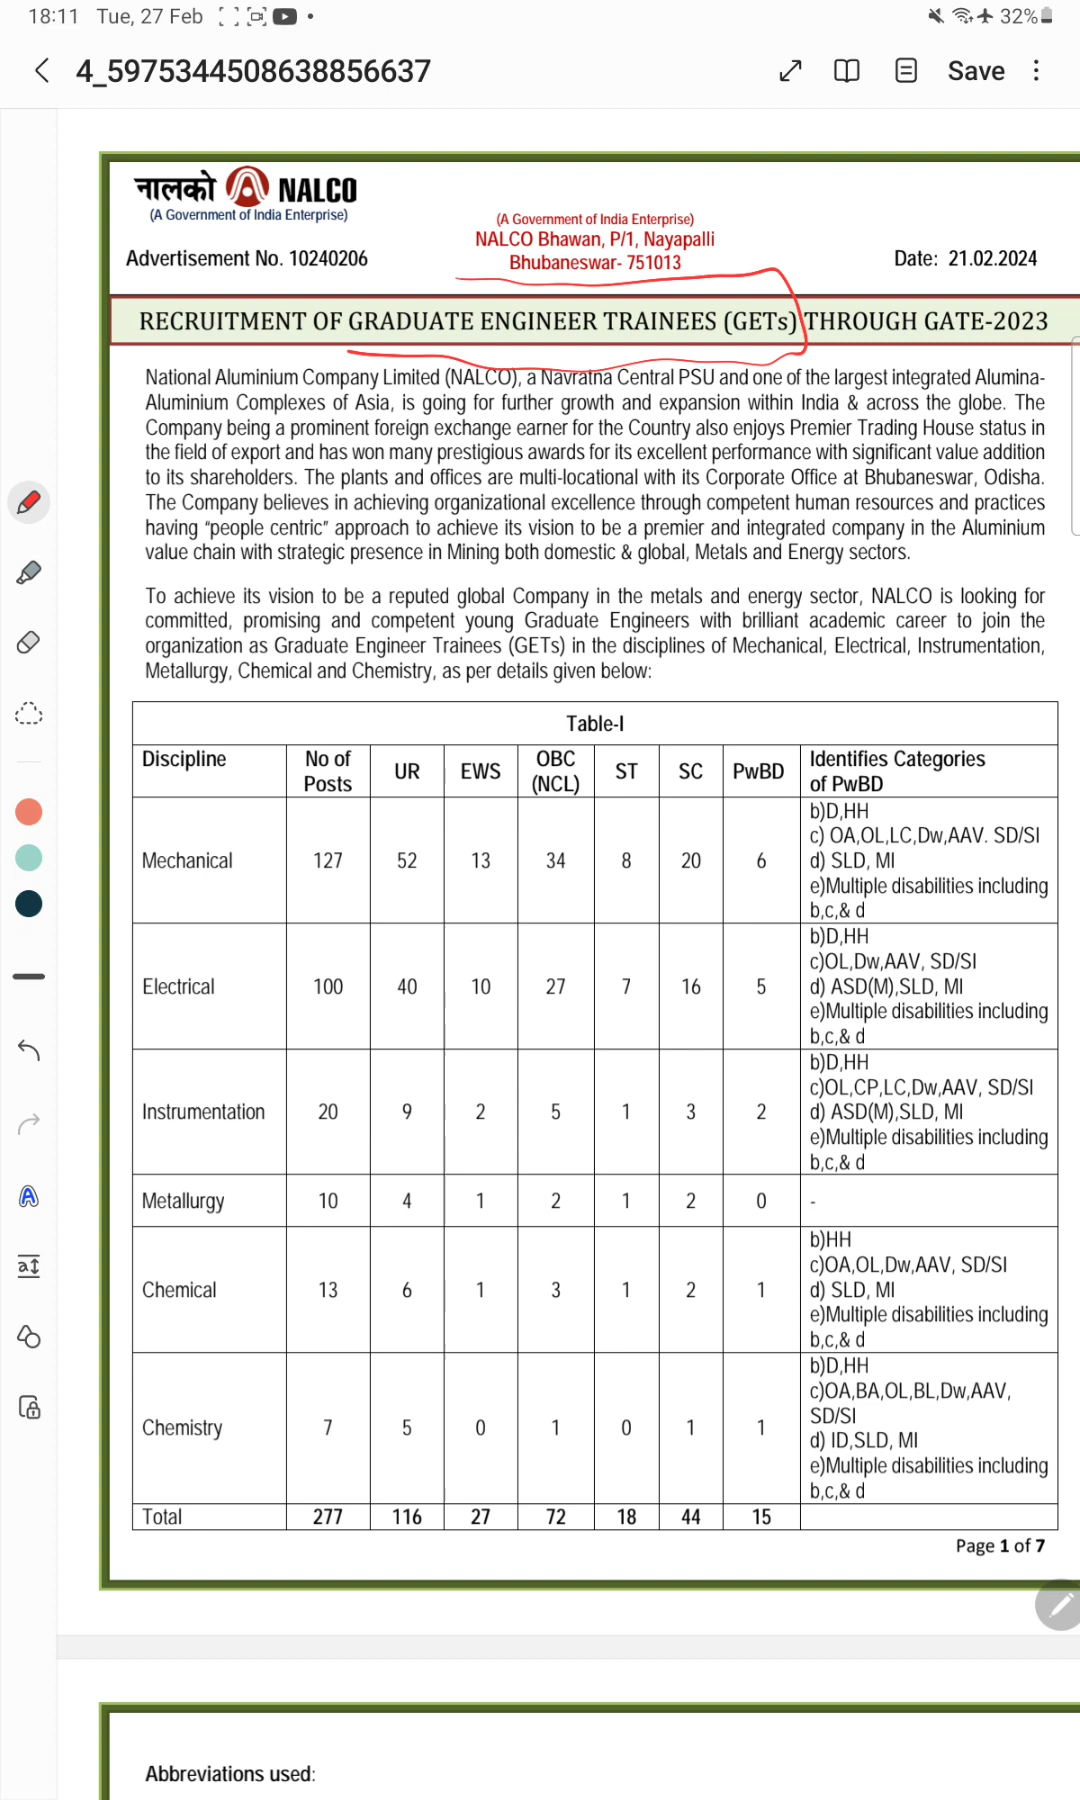 18:11 Tue, 27 Feb
32%
4_5975344508638856637
Save
नालको NALCO
(A Government of India Enterprise)
(A Government of India Enterprise)
NALCO Bhawan, P/1, Nayapalli
Advertisement No. 10240206
Bhubaneswar- 751013
Date: 21.02.2024
RECRUITMENT OF GRADUATE ENGINEER TRAINEES (GETs) THROUGH GATE-2023
National Aluminium Company Limited (NALCO), a Navratna Central PSU and one of the largest integrated Alumina-
Aluminium Complexes of Asia, is going for further growth and expansion within India & across the globe. The
Company being a prominent foreign exchange earner for the Country also enjoys Premier Trading House status in
the field of export and has won many prestigious awards for its excellent performance with significant value addition
to its shareholders. The plants and offices are multi-locational with its Corporate Office at Bhubaneswar, Odisha.
The Company believes in achieving organizational excellence through competent human resources and practices
having “people centric” approach to achieve its vision to be a premier and integrated company in the Aluminium
value chain with strategic presence in Mining both domestic & global, Metals and Energy sectors.
To achieve its vision to be a reputed global Company in the metals and energy sector, NALCO is looking for
committed, promising and competent young Graduate Engineers with brilliant academic career to join the
organization as Graduate Engineer Trainees (GETs) in the disciplines of Mechanical, Electrical, Instrumentation,
Metallurgy, Chemical and Chemistry, as per details given below:
Table-I
Discipline No of Posts UR EWS OBC (NCL) ST SC PwBD Identifies Categories of PwBD
Mechanical 127 52 13 34 8 20 6
b)D,HH
c) OA,OL,LC,Dw,AAV. SD/SI
d) SLD, MI
e)Multiple disabilities including
b,c,& d
Electrical 100 40 10 27 7 16 5
b)D,HH
c)OL,Dw,AAV, SD/SI
d) ASD(M),SLD, MI
e)Multiple disabilities including
b,c,& d
Instrumentation 20 9 2 5 1 3 2
b)D,HH
c)OL,CP,LC,Dw,AAV, SD/SI
d) ASD(M),SLD, MI
e)Multiple disabilities including
b,c,& d
Metallurgy 10 4 1 2 1 2 0 -
Chemical 13 6 1 3 1 2 1
b)HH
c)OA,OL,Dw,AAV, SD/SI
d) SLD, MI
e)Multiple disabilities including
b,c,& d
Chemistry 7 5 0 1 0 1 1
b)D,HH
c)OA,BA,OL,BL,Dw,AAV,
SD/SI
d) ID,SLD, MI
e)Multiple disabilities including
b,c,& d
Total 277 116 27 72 18 44 15
Page 1 of 7
Abbreviations used: